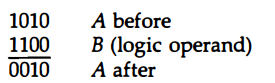 1010 A before
1100 B (logic operand)
0010 A after